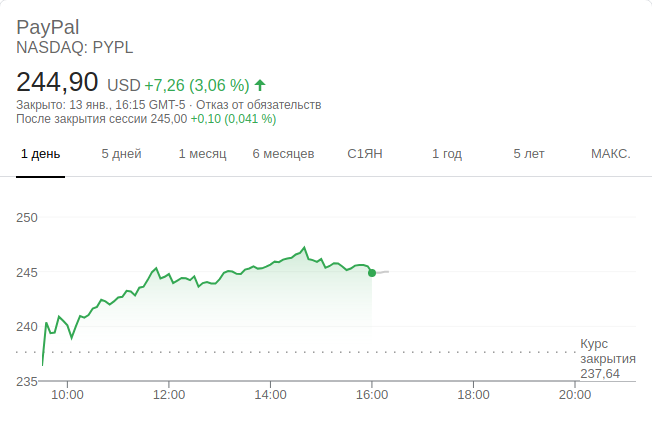 PayPal
NASDAQ: PYPL
244,90 USD +7,26 (3,06 %)
Закрыто: 13 янв., 16:15 GMT-5 · Отказ от обязательств
После закрытия сессии 245,00 +0,10 (0,041 %)
1 день 5 дней 1 месяц 6 месяцев С1ЯН 1 год 5 лет МАКС.
250
245
240
Курс
закрытия
237,64
235
10:00 12:00 14:00 16:00 18:00 20:00